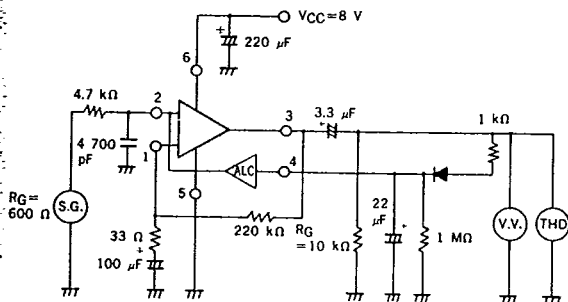 VCC=8 V
+
220 µF
6
4.7 kΩ
2
3
3.3 µF
+
1 kΩ
4 700
pF
1
ALC
4
5
RG=
600 Ω
S.G.
33 Ω
+
100 µF
220 kΩ
RG
=10 kΩ
22
µF
+
1 MΩ
V.V.
THD